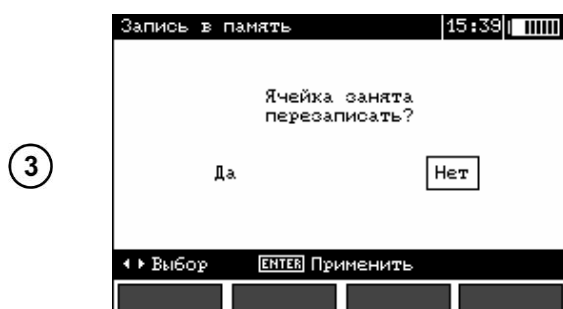 Запись в память 15:39
Ячейка занята
перезаписать?
3
Да Нет
Выбор ENTER Применить